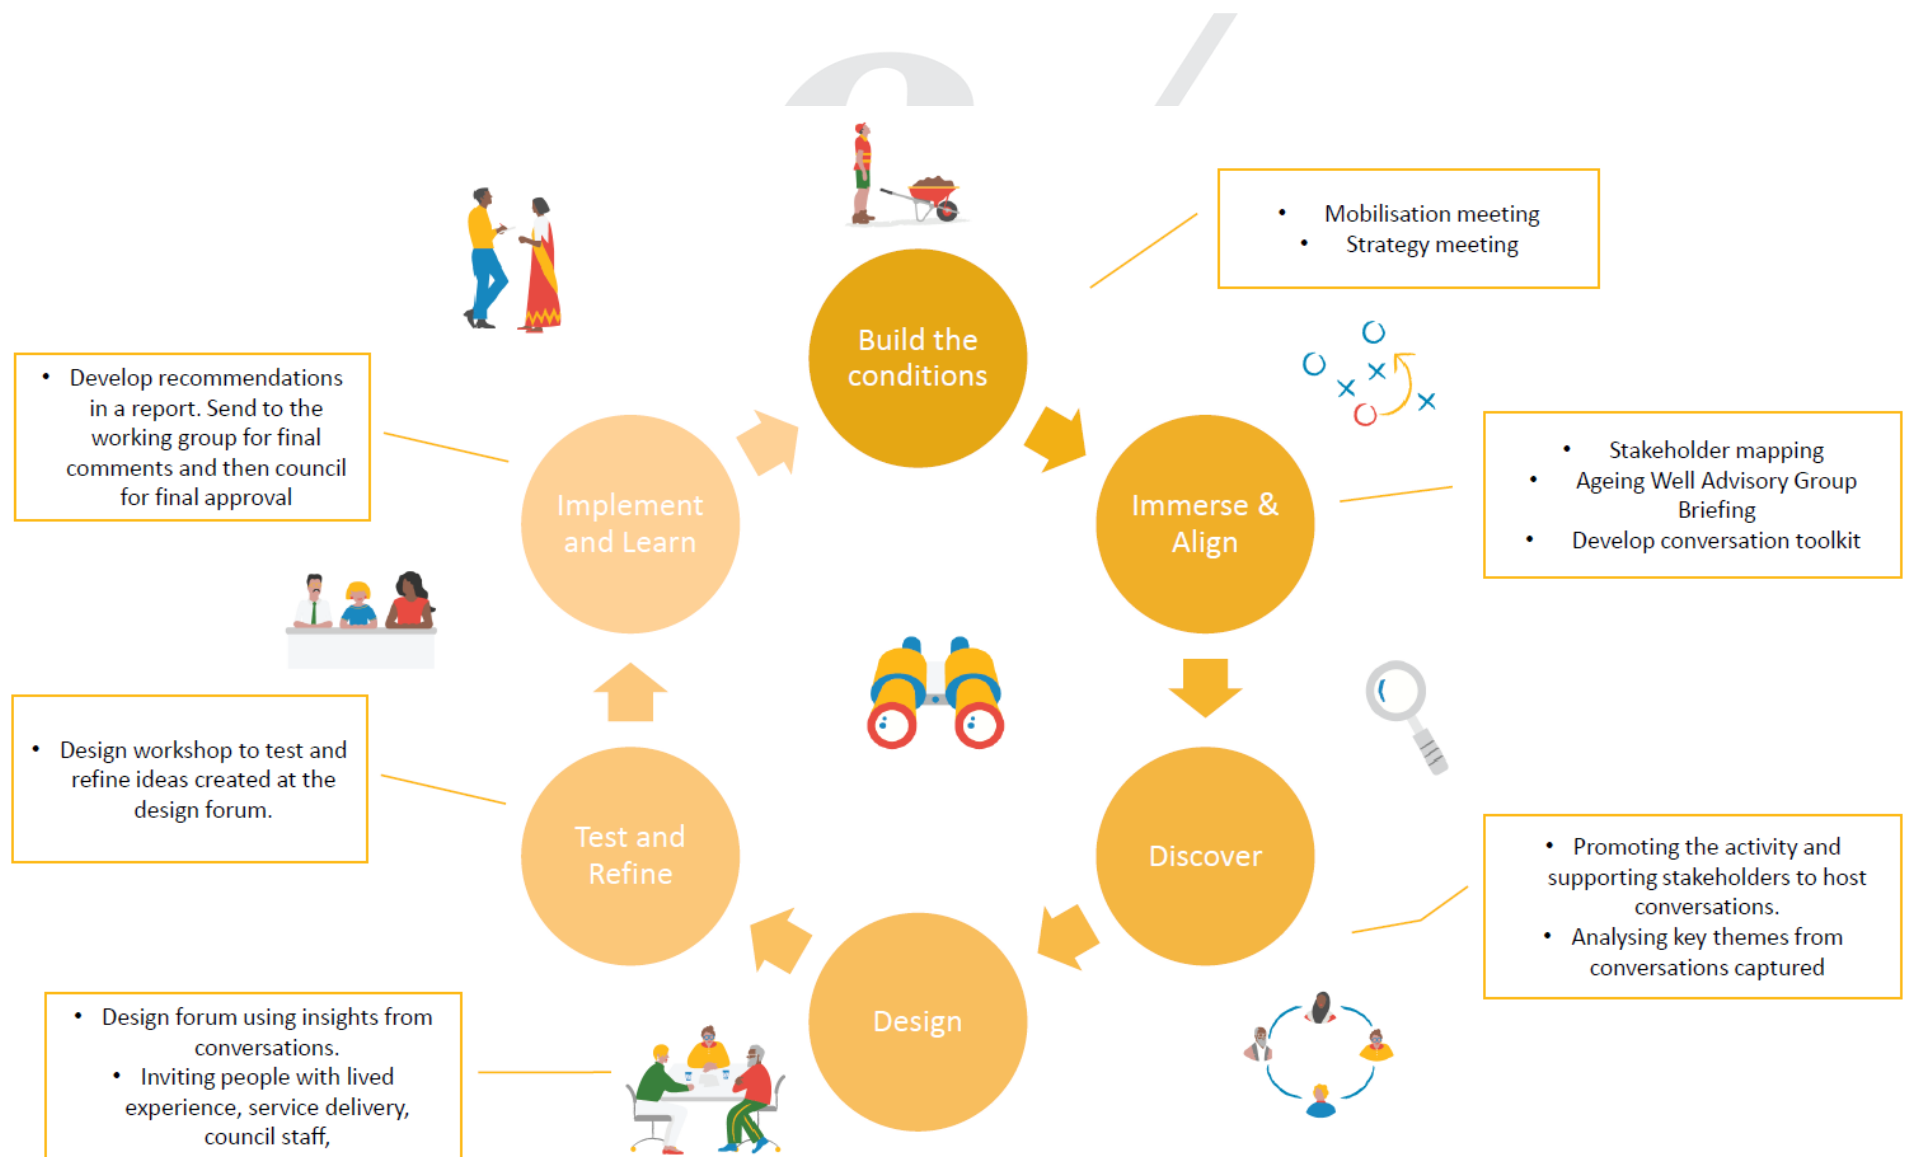 Build the
conditions
• Mobilisation meeting
• Strategy meeting
Immerse &
Align
• Stakeholder mapping
• Ageing Well Advisory Group
Briefing
• Develop conversation toolkit
Discover
• Promoting the activity and
supporting stakeholders to host
conversations.
• Analysing key themes from
conversations captured
Design
• Design forum using insights from
conversations.
• Inviting people with lived
experience, service delivery,
council staff,
Test and
Refine
• Design workshop to test and
refine ideas created at the
design forum.
Implement
and Learn
• Develop recommendations
in a report. Send to the
working group for final
comments and then council
for final approval